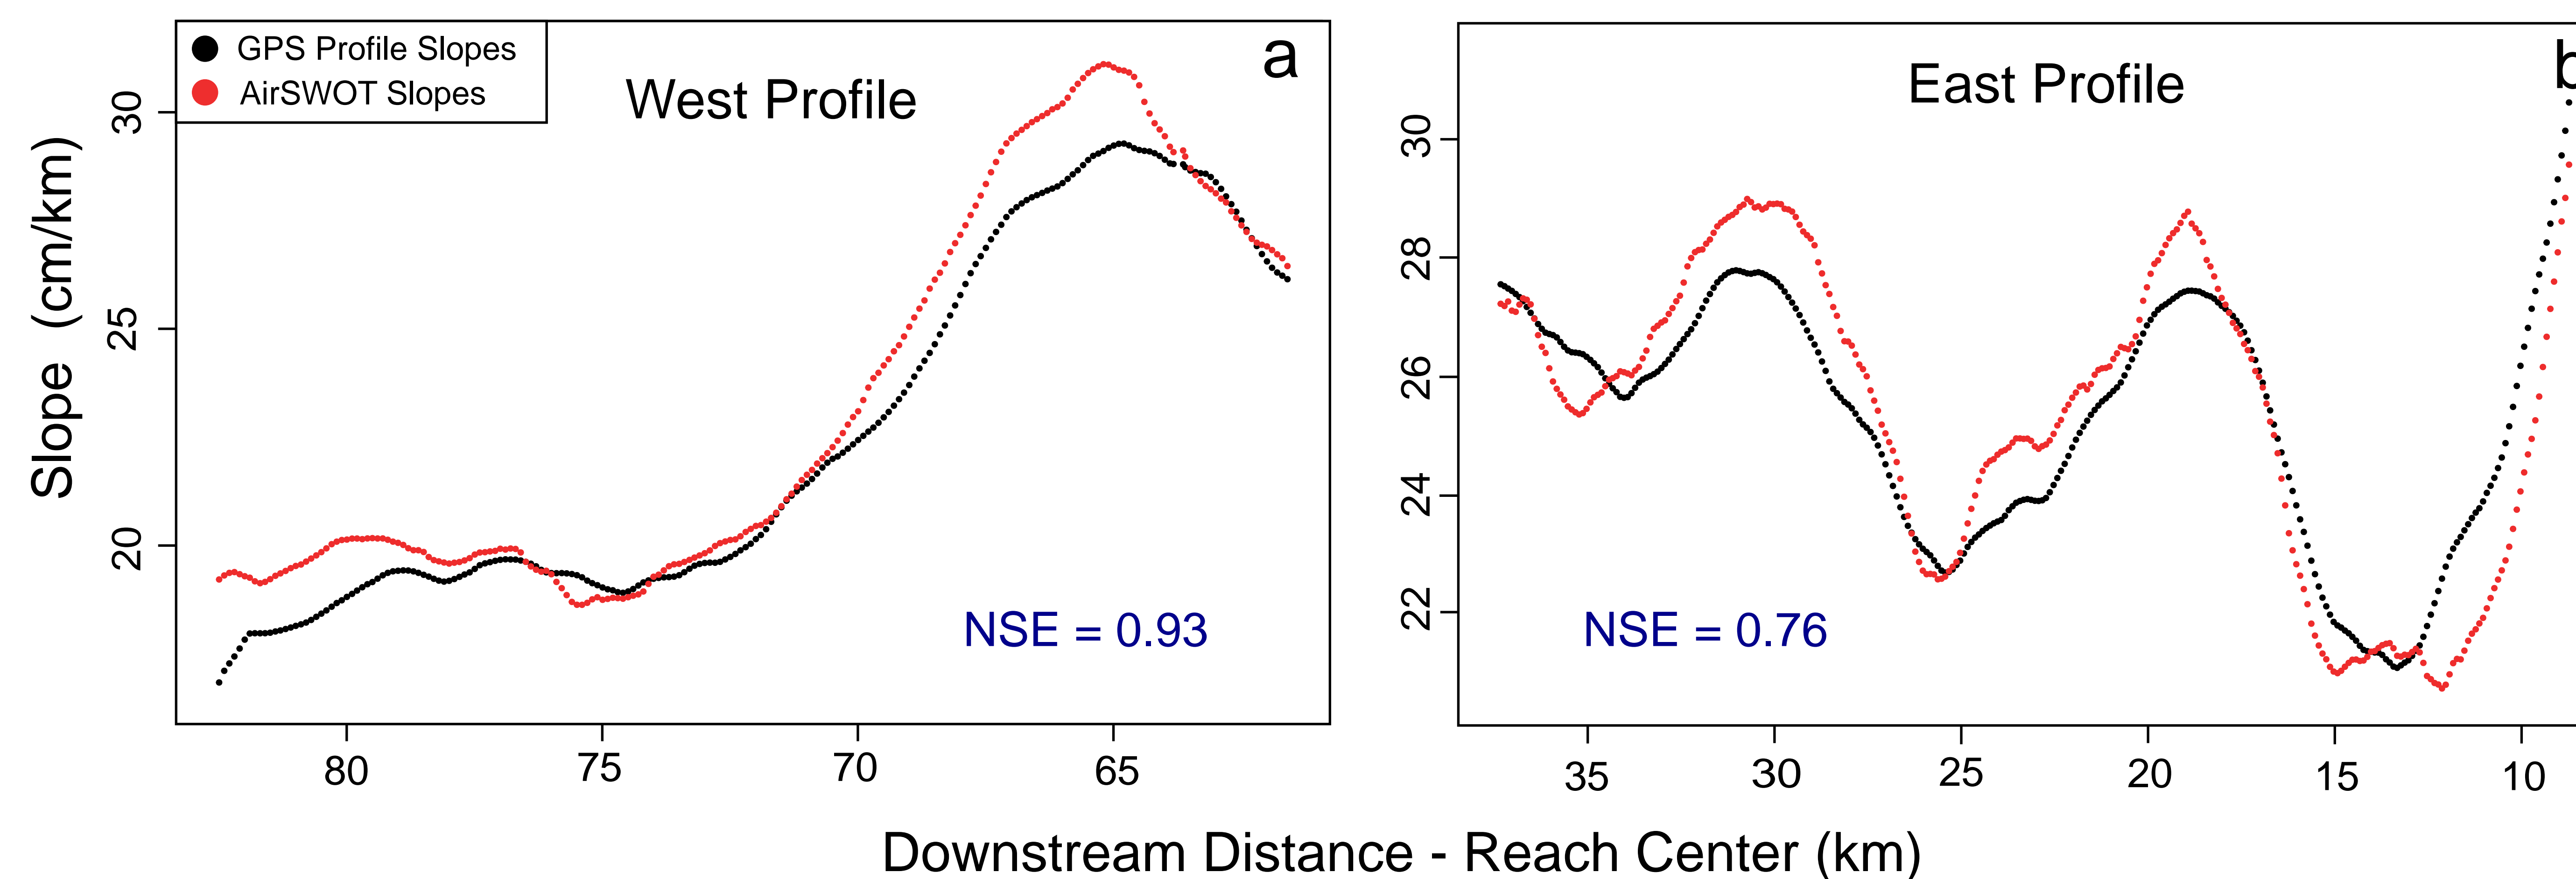 GPS Profile Slopes
AirSWOT Slopes
West Profile
a
East Profile
b
Slope (cm/km)
30
25
20
30
28
26
24
22
NSE = 0.93
NSE = 0.76
80
75
70
65
35
30
25
20
15
10
Downstream Distance - Reach Center (km)